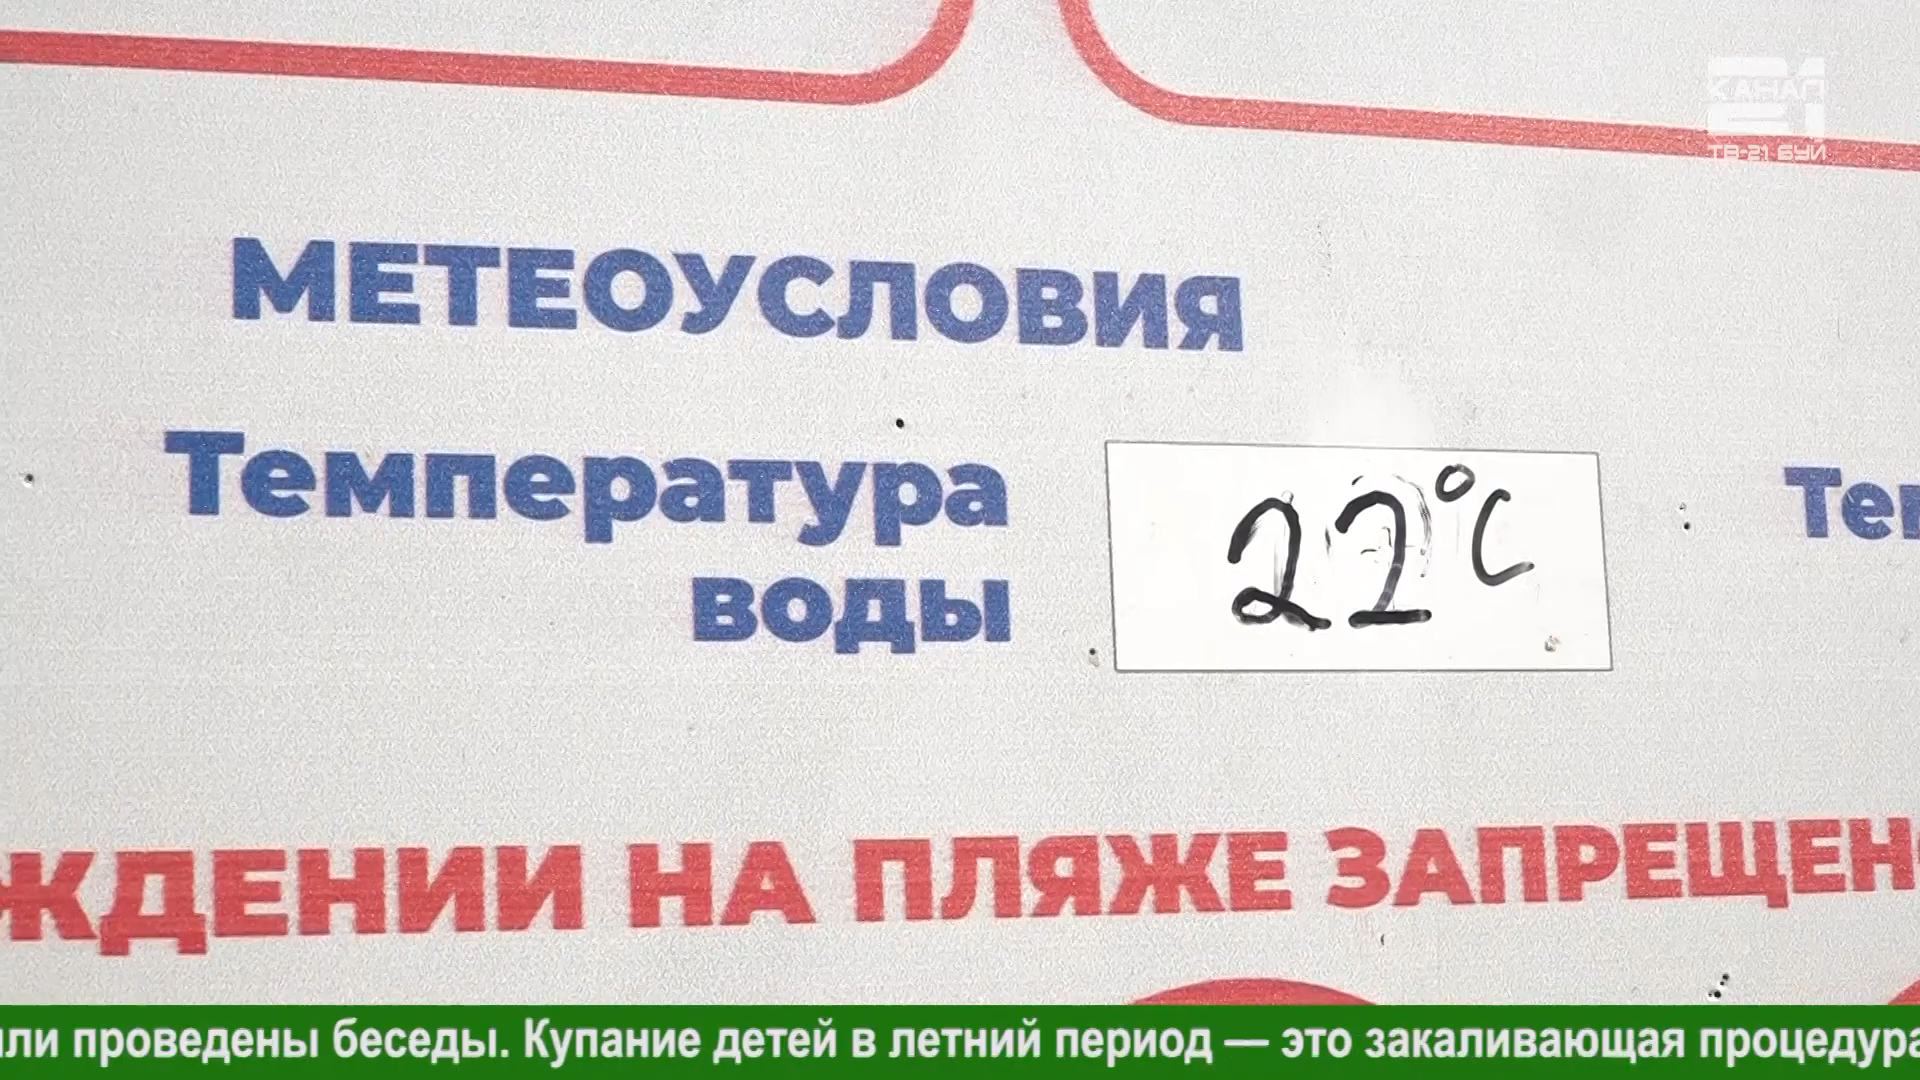 КАНАЛ
21
ТВ-21 БУЙ
МЕТЕОУСЛОВИЯ
Температура
воды
22°C
ЖДЕНИИ НА ПЛЯЖЕ ЗАПРЕЩЕН
проведены беседы. Купание детей в летний период — это закаливающая процедура